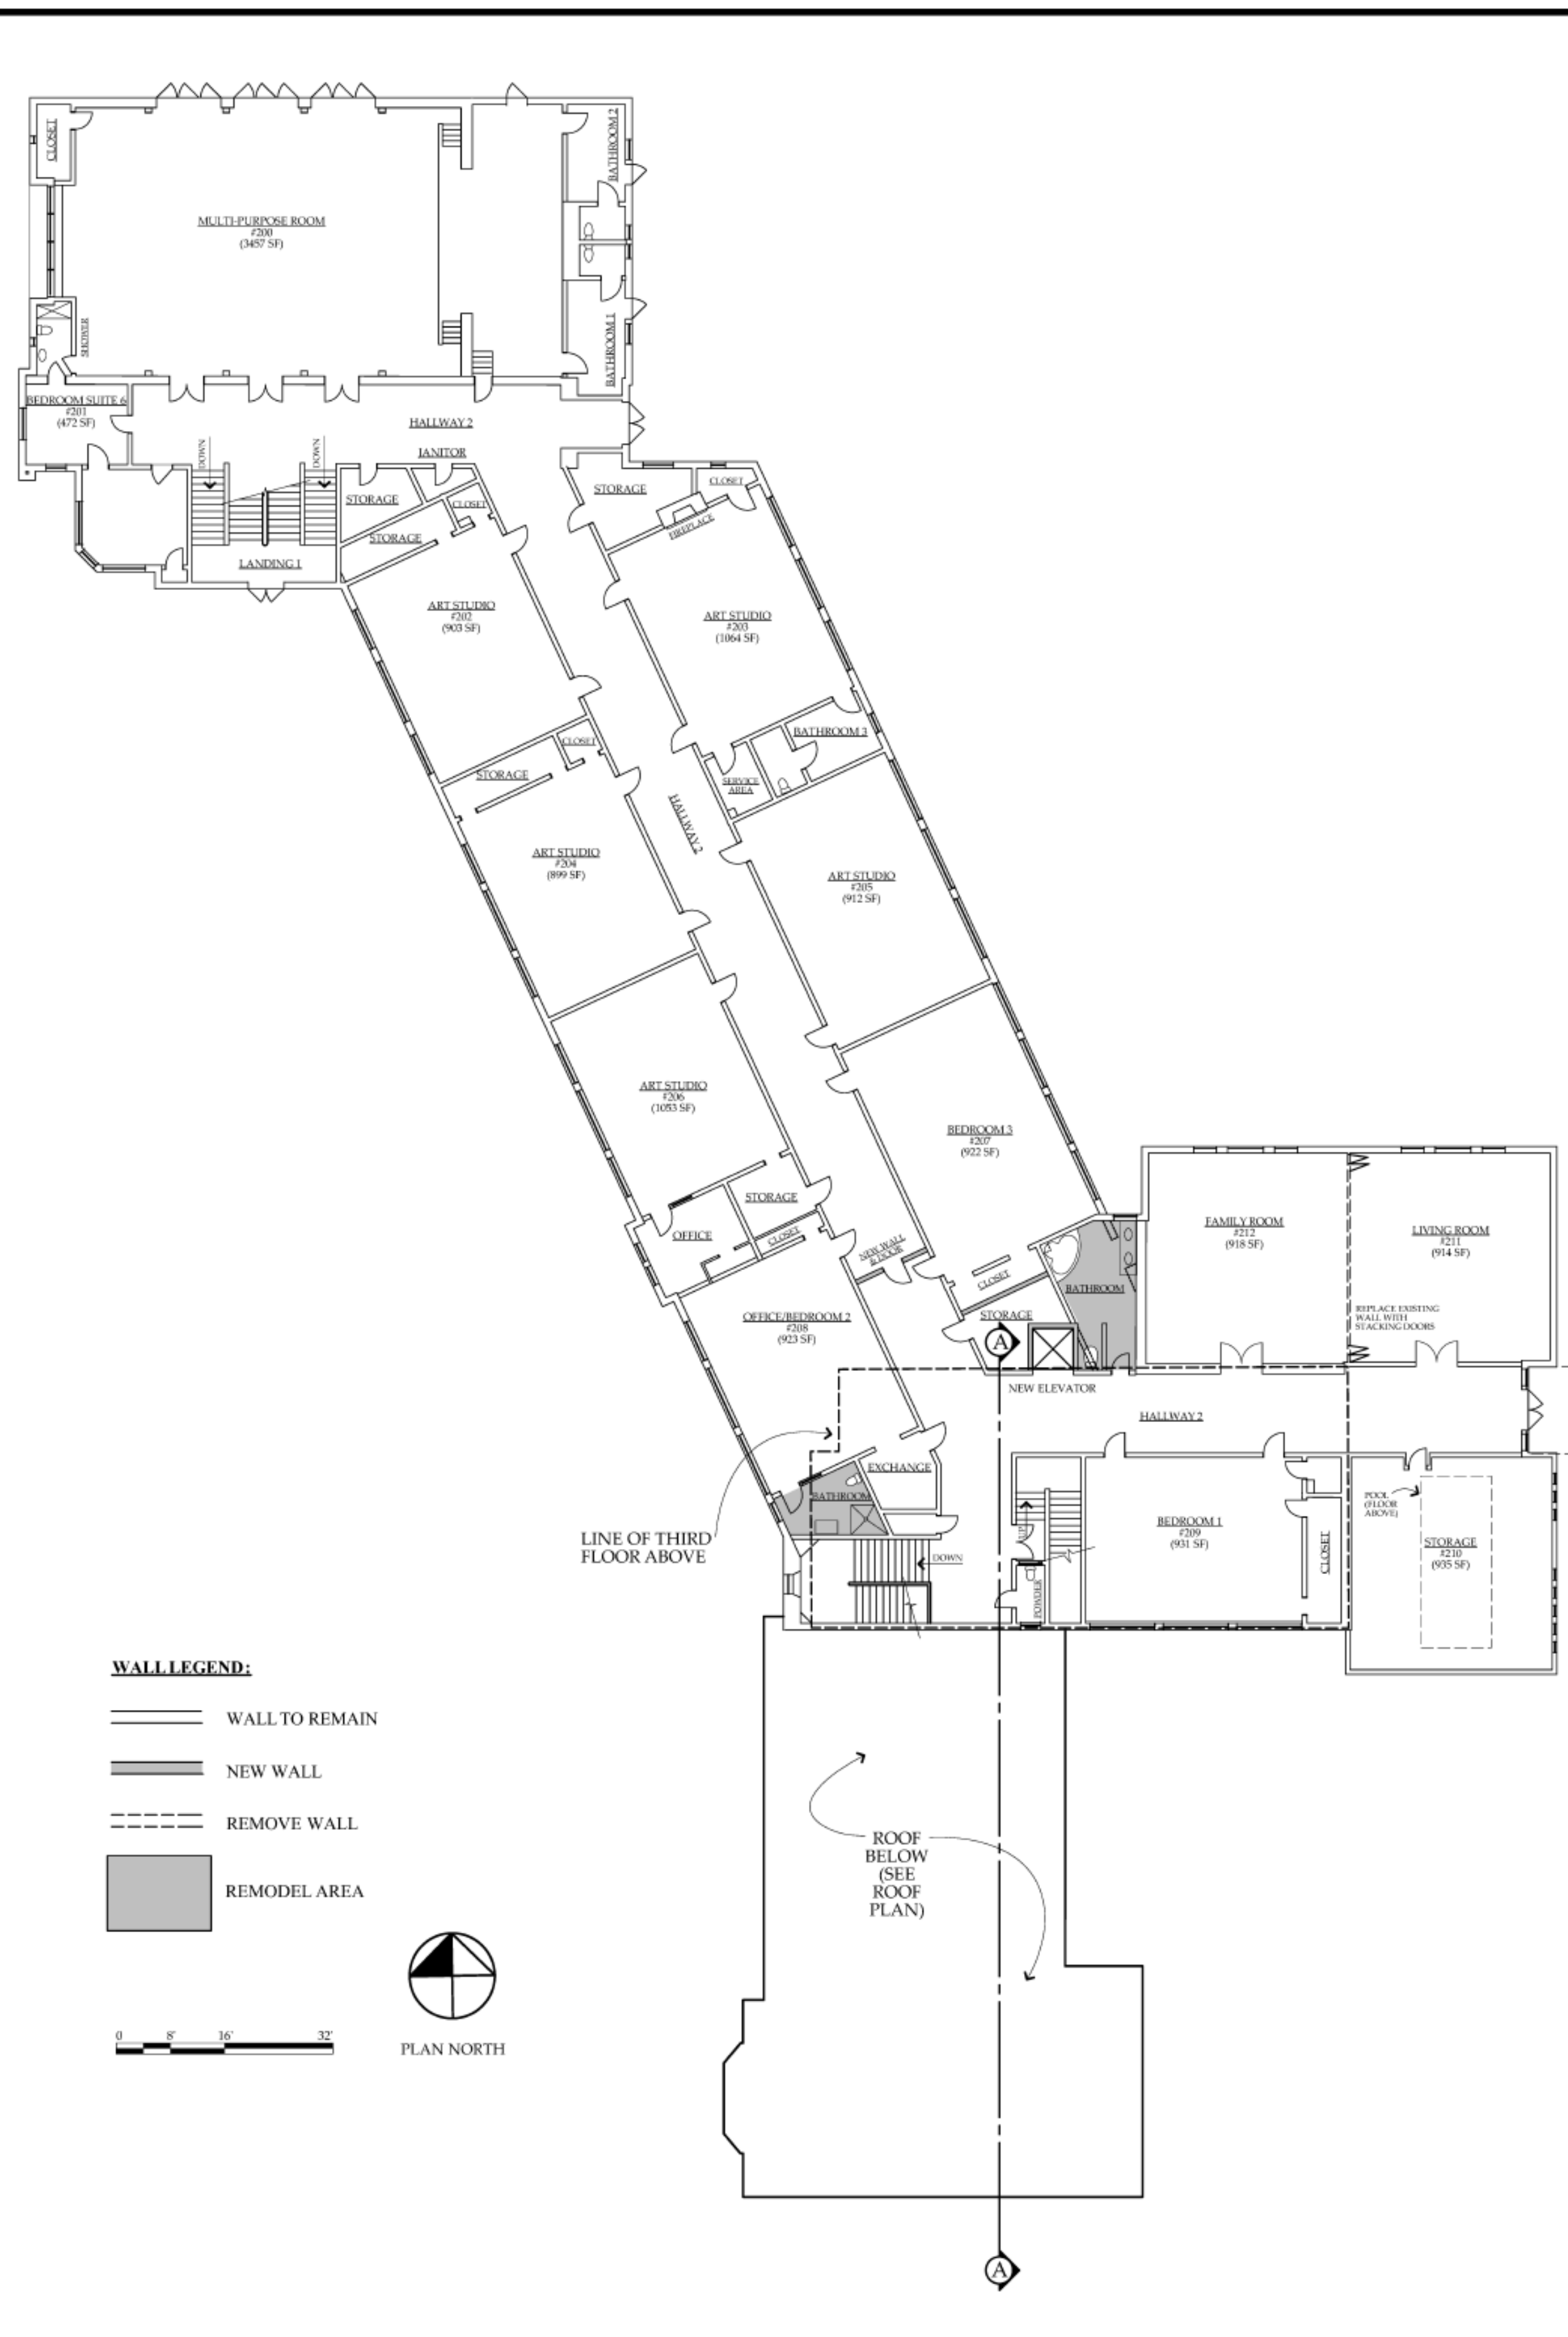 CLOSET
BATHROOM 2
MULTI-PURPOSE ROOM
#200
(3457 SF)
SHOWER
BATHROOM 1
BEDROOM SUITE 6
#201
(472 SF)
HALLWAY 2
DOWN
DOWN
JANITOR
STORAGE
CLOSET
STORAGE
STORAGE
CLOSET
FIREPLACE
LANDING 1
ART STUDIO
#202
(903 SF)
ART STUDIO
#203
(1064 SF)
BATHROOM 3
CLOSET
STORAGE
SERVICE
AREA
HALLWAY 2
ART STUDIO
#204
(899 SF)
ART STUDIO
#205
(912 SF)
ART STUDIO
#206
(1053 SF)
BEDROOM 3
#207
(922 SF)
STORAGE
OFFICE
CLOSET
NEW WALL
& DOOR
CLOSET
BATHROOM
FAMILY ROOM
#212
(918 SF)
LIVING ROOM
#211
(914 SF)
REPLACE EXISTING
WALL WITH
STACKING DOORS
OFFICE/BEDROOM 2
#208
(923 SF)
STORAGE
A
NEW ELEVATOR
HALLWAY 2
EXCHANGE
BATHROOM
LINE OF THIRD
FLOOR ABOVE
DOWN
UP
POWDER
BEDROOM 1
#209
(931 SF)
CLOSET
POOL
(FLOOR
ABOVE)
STORAGE
#210
(935 SF)
WALL LEGEND:
WALL TO REMAIN
NEW WALL
REMOVE WALL
REMODEL AREA
ROOF
BELOW
(SEE
ROOF
PLAN)
0 8' 16' 32'
PLAN NORTH
A